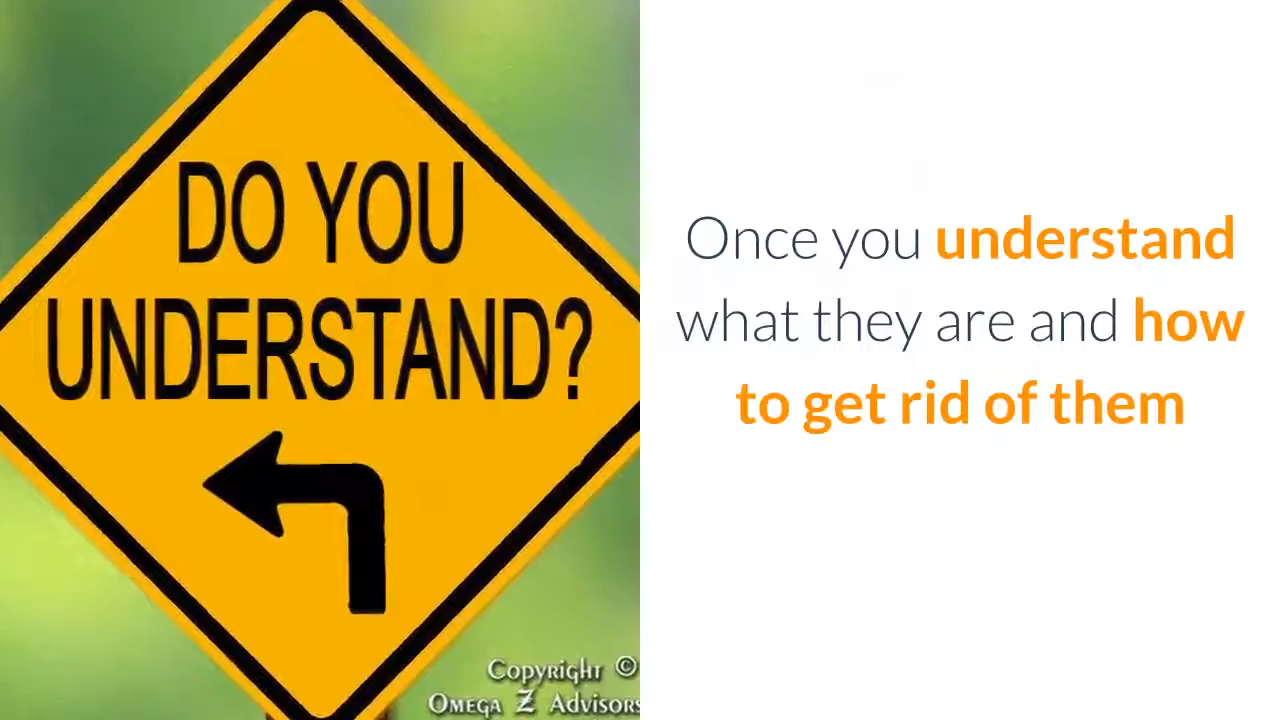 DO YOU
UNDERSTAND?
Copyright ©
Omega Z Advisors
Once you understand
what they are and how
to get rid of them